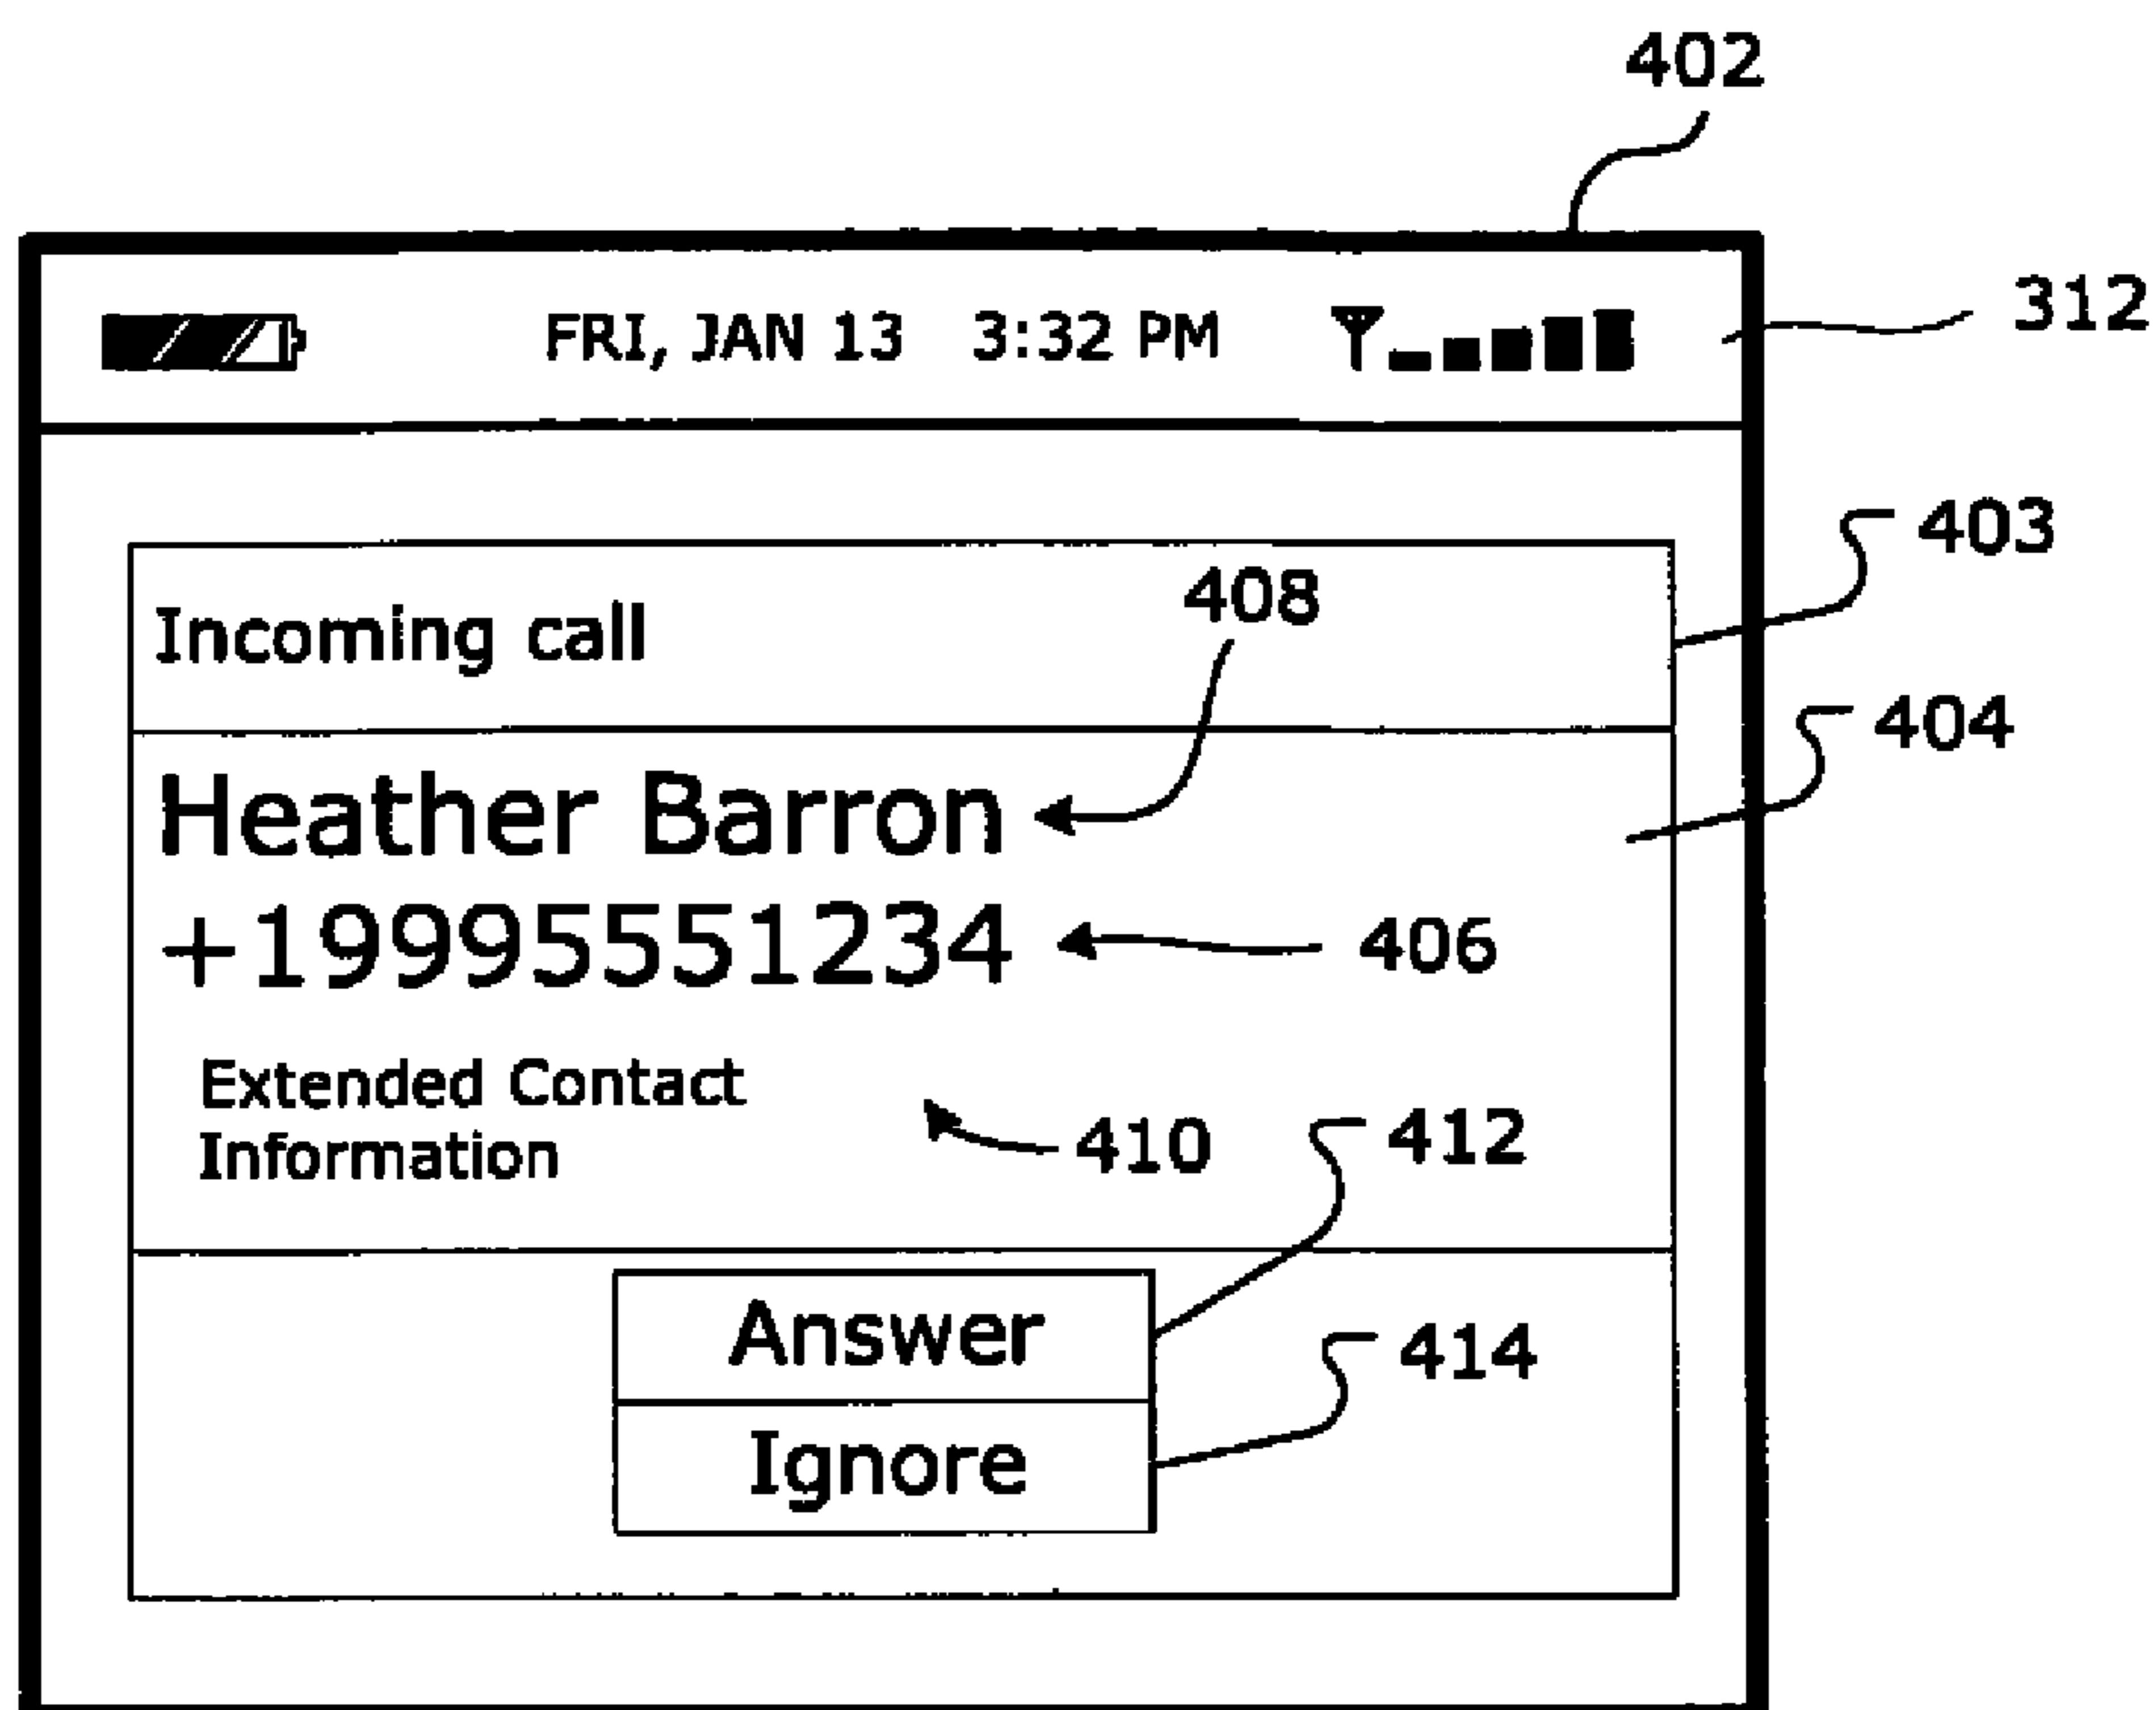 402
FRI, JAN 13 3:32 PM
312
403
Incoming call
408
404
Heather Barron
+19995551234
406
Extended Contact
Information
410
412
Answer
414
Ignore